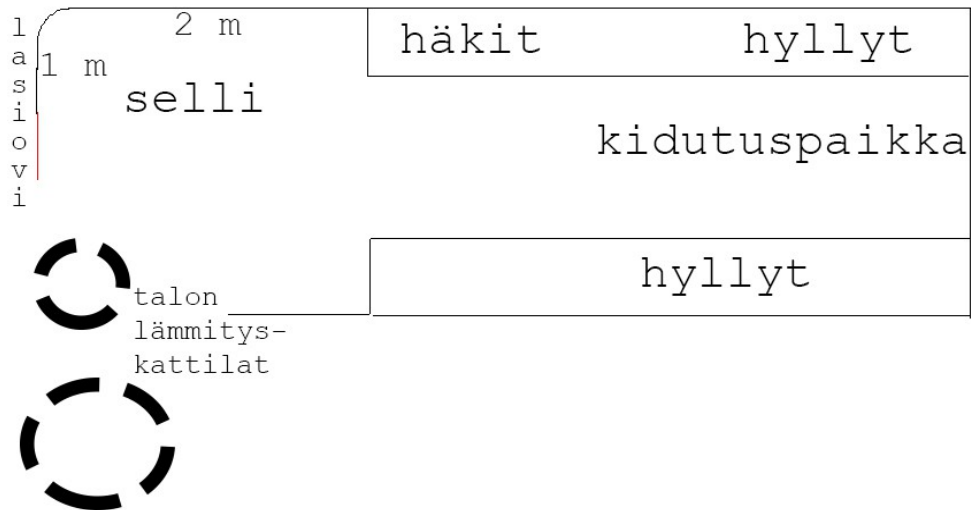 lasiovi
2 m
1 m
selli
häkit
hyllyt
kidutuspaikka
hyllyt
talon
lämmitys-
kattilat